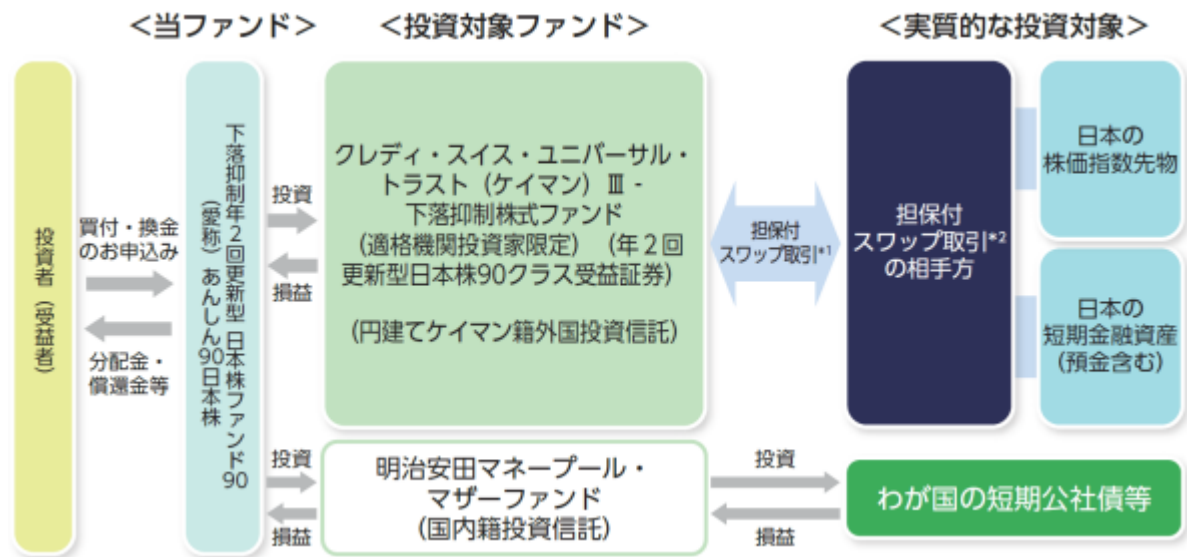 ＜当ファンド＞
＜投資対象ファンド＞
＜実質的な投資対象＞
投資者（受益者）
買付・換金
のお申込み
分配金・
償還金等
下落抑制年2回更新型 日本株ファンド90
（愛称）あんしん90日本株
投資
損益
クレディ・スイス・ユニバーサル・
トラスト（ケイマン）Ⅲ -
下落抑制株式ファンド
（適格機関投資家限定）（年２回
更新型日本株90クラス受益証券）
（円建てケイマン籍外国投資信託）
担保付
スワップ取引*1
担保付
スワップ取引*2
の相手方
日本の
株価指数先物
日本の
短期金融資産
（預金含む）
投資
損益
明治安田マネープール・
マザーファンド
（国内籍投資信託）
投資
損益
わが国の短期公社債等